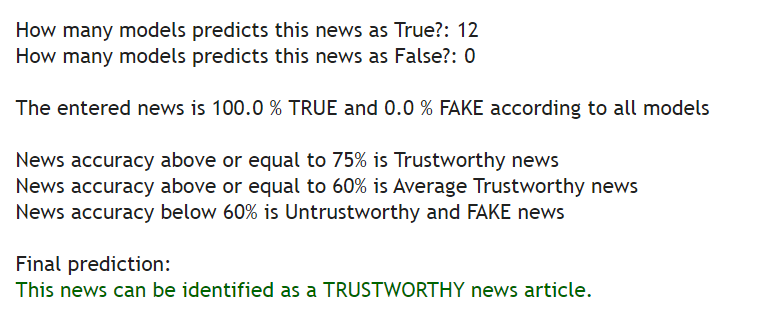 How many models predicts this news as True?: 12
How many models predicts this news as False?: 0
The entered news is 100.0 % TRUE and 0.0 % FAKE according to all models
News accuracy above or equal to 75% is Trustworthy news
News accuracy above or equal to 60% is Average Trustworthy news
News accuracy below 60% is Untrustworthy and FAKE news
Final prediction:
This news can be identified as a TRUSTWORTHY news article.